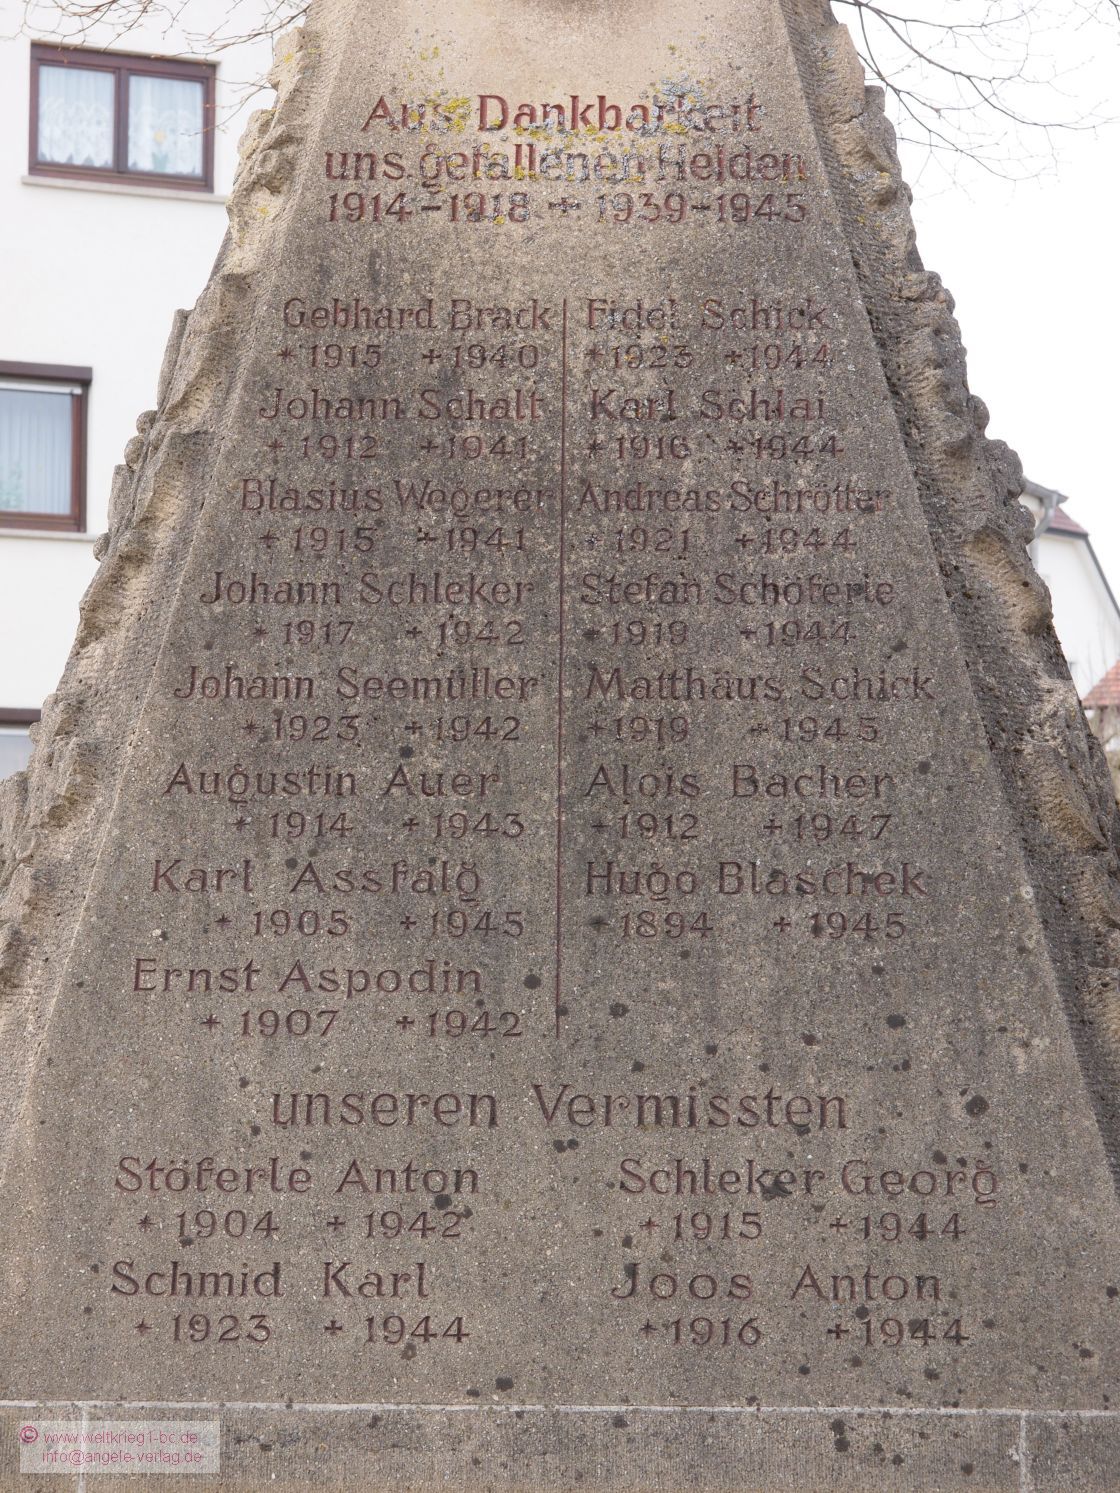 Aus Dankbarkeit
uns. gefallenen Helden
1914-1918 + 1939-1945
Gebhard Brack
* 1915 + 1940
Johann Schalt
* 1912 + 1941
Blasius Wegerer
* 1915 + 1941
Johann Schleker
* 1917 + 1942
Johann Seemüller
* 1923 + 1942
Augustin Auer
* 1914 + 1943
Karl Assfalg
* 1905 + 1945
Ernst Aspodin
* 1907 + 1942
Fidel Schick
* 1923 + 1944
Karl Schlai
* 1916 + 1944
Andreas Schrötter
* 1921 + 1944
Stefan Schöferle
* 1919 + 1944
Matthäus Schick
* 1919 + 1945
Alois Bacher
* 1912 + 1947
Hugo Blaschek
* 1894 + 1945
unseren Vermissten
Stöferle Anton
* 1904 + 1942
Schmid Karl
* 1923 + 1944
Schleker Georg
* 1915 + 1944
Joos Anton
* 1916 + 1944
© www.weltkrieg1-bc.de
info@angele-verlag.de